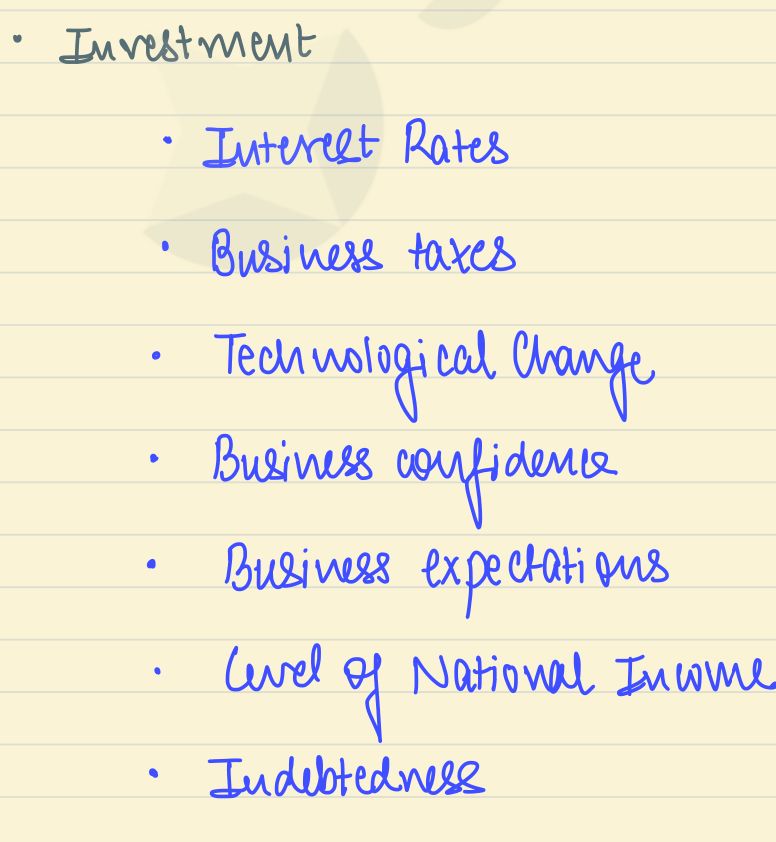 • Investment
• Interest Rates
• Business taxes
• Technological Change
• Business confidence
• Business expectations
• Level of National Income
• Indebtedness